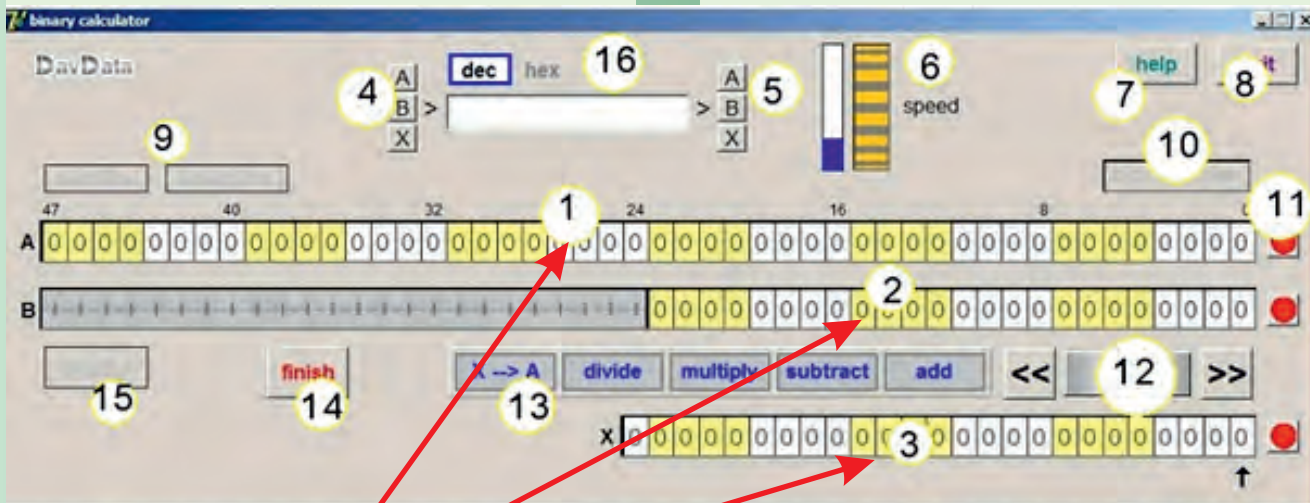 binary calculator
DavData
4 A B X > dec hex 16 > A B X 5 6 speed help 7 8
9 10
47 40 32 24 16 8
1 11
A 0 0 0 0 0 0 0 0 0 0 0 0 0 0 0 0 0 0 0 0 0 0 0 0 0 0 0 0 0 0 0 0 0 0 0 0 0 0 0 0 0 0 0 0 0 0
2
B 0 0 0 0 0 0 0 0 0 0 0 0 0 0 0 0 0 0 0 0 0 0 0 0
15 finish 14 X --> A 13 divide multiply subtract add << 12 >>
X 0 0 0 0 0 0 0 0 0 0 0 3 0 0 0 0 0 0 0 0 0 0 0 0